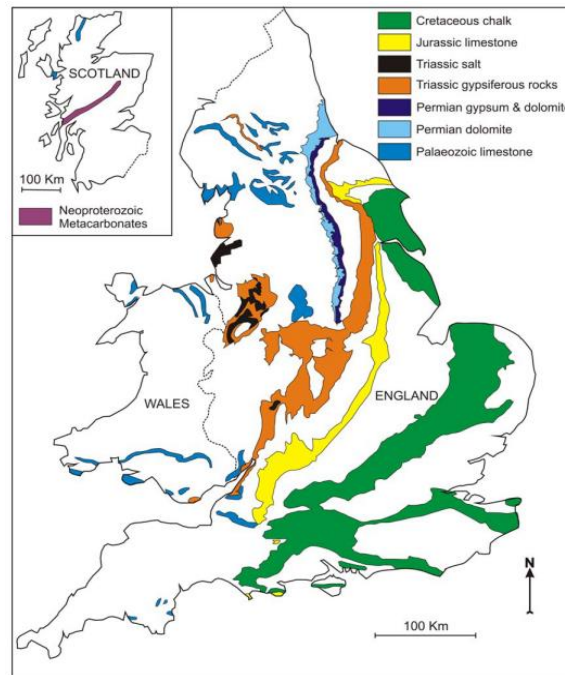 SCOTLAND
100 Km
Neoproterozoic
Metacarbonates
Cretaceous chalk
Jurassic limestone
Triassic salt
Triassic gypsiferous rocks
Permian gypsum & dolomite
Permian dolomite
Palaeozoic limestone
WALES
ENGLAND
N
100 Km